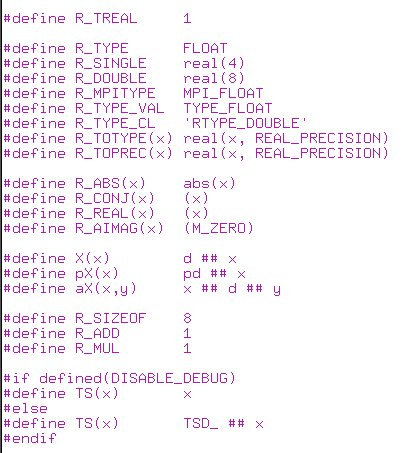 #define R_TREAL     1
#define R_TYPE      FLOAT
#define R_SINGLE    real(4)
#define R_DOUBLE    real(8)
#define R_MPITYPE   MPI_FLOAT
#define R_TYPE_VAL  TYPE_FLOAT
#define R_TYPE_CL   'RTYPE_DOUBLE'
#define R_TOTYPE(x) real(x, REAL_PRECISION)
#define R_TOPREC(x) real(x, REAL_PRECISION)
#define R_ABS(x)    abs(x)
#define R_CONJ(x)   (x)
#define R_REAL(x)   (x)
#define R_AIMAG(x)  (M_ZERO)
#define X(x)        d ## x
#define pX(x)       pd ## x
#define aX(x,y)     x ## d ## y
#define R_SIZEOF    8
#define R_ADD       1
#define R_MUL       1
#if defined(DISABLE_DEBUG)
#define TS(x)       x
#else
#define TS(x)       TSD_ ## x
#endif